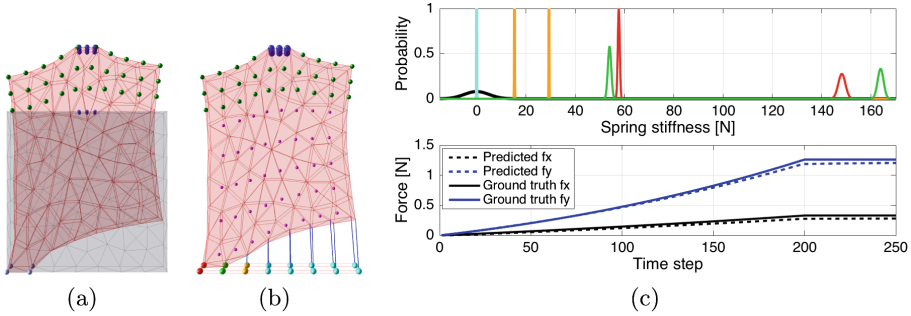 Probability
1
0.5
0
0 20 40 60 80 100 120 140 160
Spring stiffness [N]
Force [N]
1.5
1
0.5
0
Predicted fx
Predicted fy
Ground truth fx
Ground truth fy
0 50 100 150 200 250
Time step
(a) (b) (c)